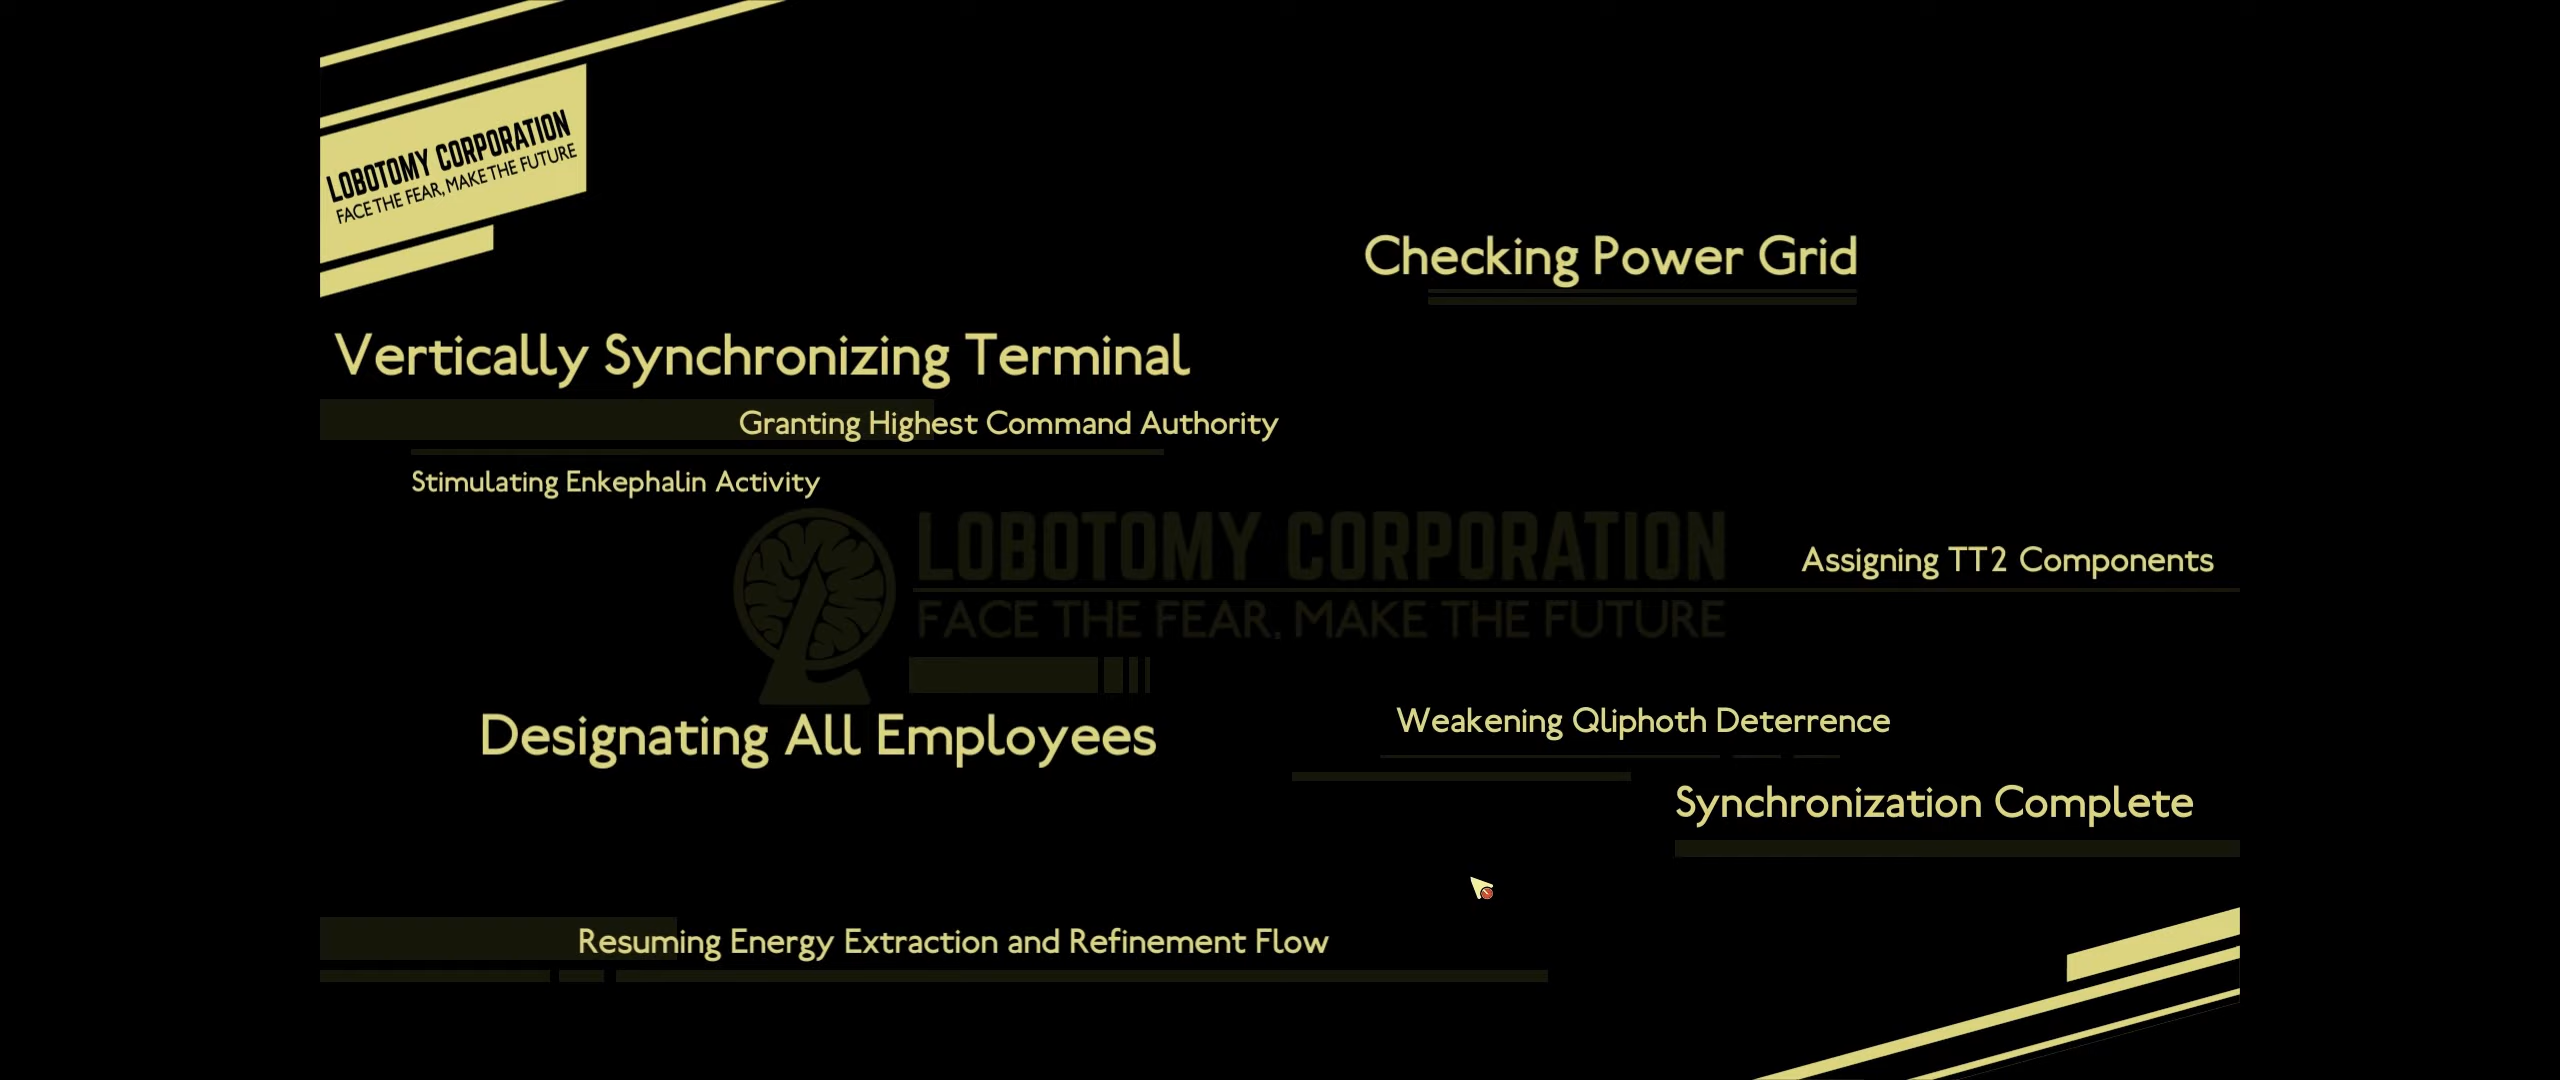 LOBOTOMY CORPORATION
FACE THE FEAR, MAKE THE FUTURE
Checking Power Grid
Vertically Synchronizing Terminal
Granting Highest Command Authority
Stimulating Enkephalin Activity
LOBOTOMY CORPORATION
FACE THE FEAR. MAKE THE FUTURE
Assigning TT2 Components
Designating All Employees
Weakening Qliphoth Deterrence
Synchronization Complete
Resuming Energy Extraction and Refinement Flow